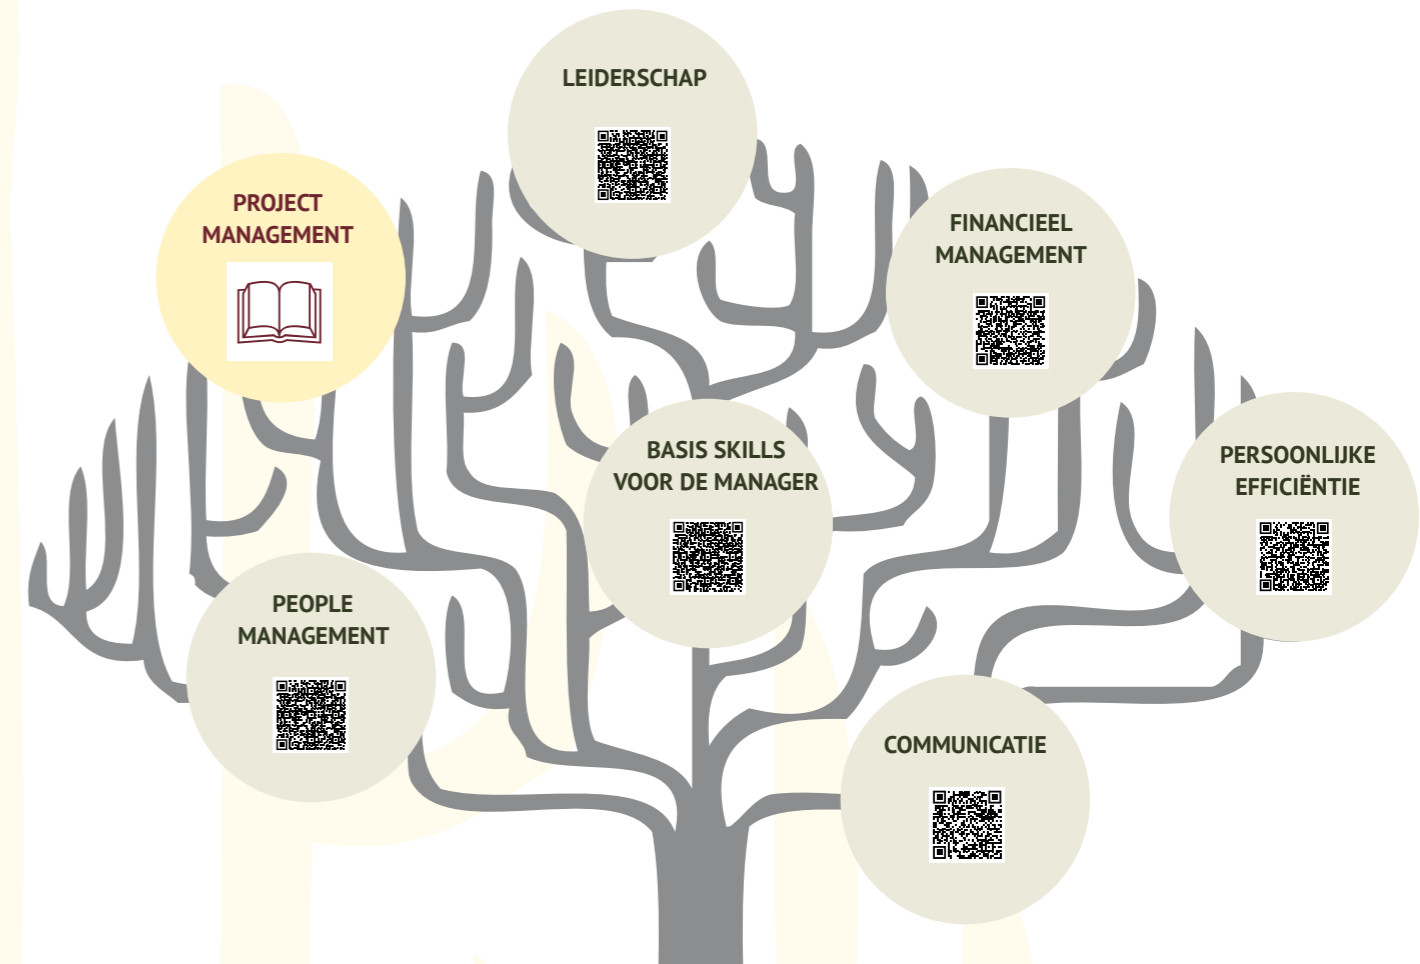 LEIDERSCHAP
PROJECT
MANAGEMENT
FINANCIEEL
MANAGEMENT
BASIS SKILLS
VOOR DE MANAGER
PERSOONLIJKE
EFFICIËNTIE
PEOPLE
MANAGEMENT
COMMUNICATIE